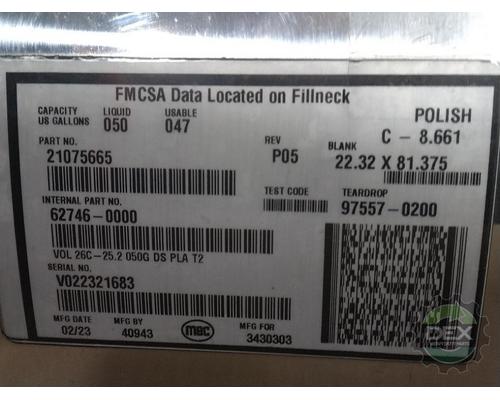 FMCSA Data Located on Fillneck
CAPACITY LIQUID USABLE
US GALLONS 050 047
POLISH
C - 8.661
PART NO.
21075665
REV
P05
BLANK
22.32 X 81.375
INTERNAL PART NO.
62746-0000
TEST CODE
TEARDROP
97557-0200
VOL 26C-25.2 050G DS PLA T2
SERIAL NO.
V022321683
MFG DATE MFG BY MFG FOR
02/23 40943 MBC 3430303
DEX